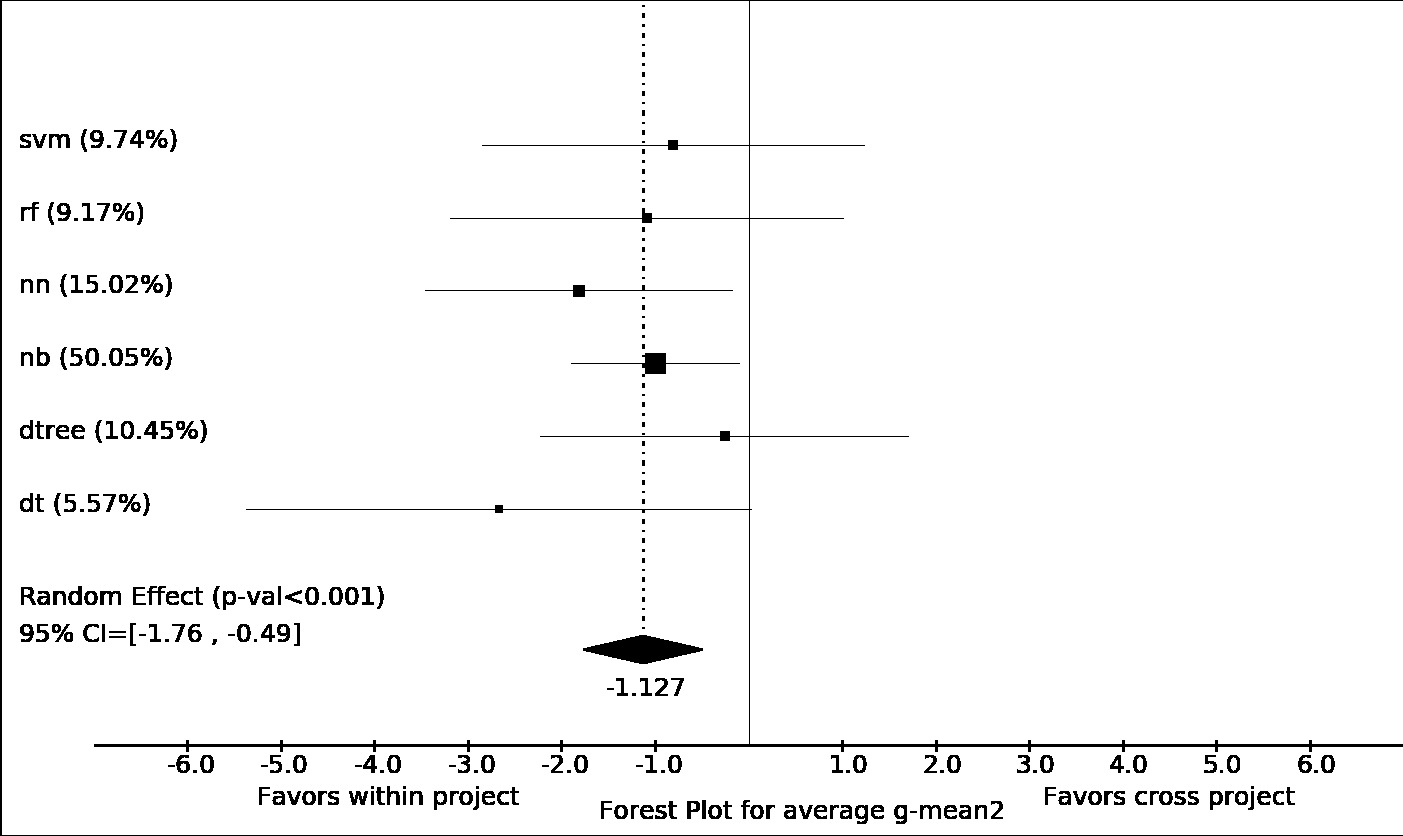 svm (9.74%)
rf (9.17%)
nn (15.02%)
nb (50.05%)
dtree (10.45%)
dt (5.57%)
Random Effect (p-val<0.001)
95% CI=[-1.76 , -0.49]
-1.127
-6.0 -5.0 -4.0 -3.0 -2.0 -1.0 1.0 2.0 3.0 4.0 5.0 6.0
Favors within project Favors cross project
Forest Plot for average g-mean2